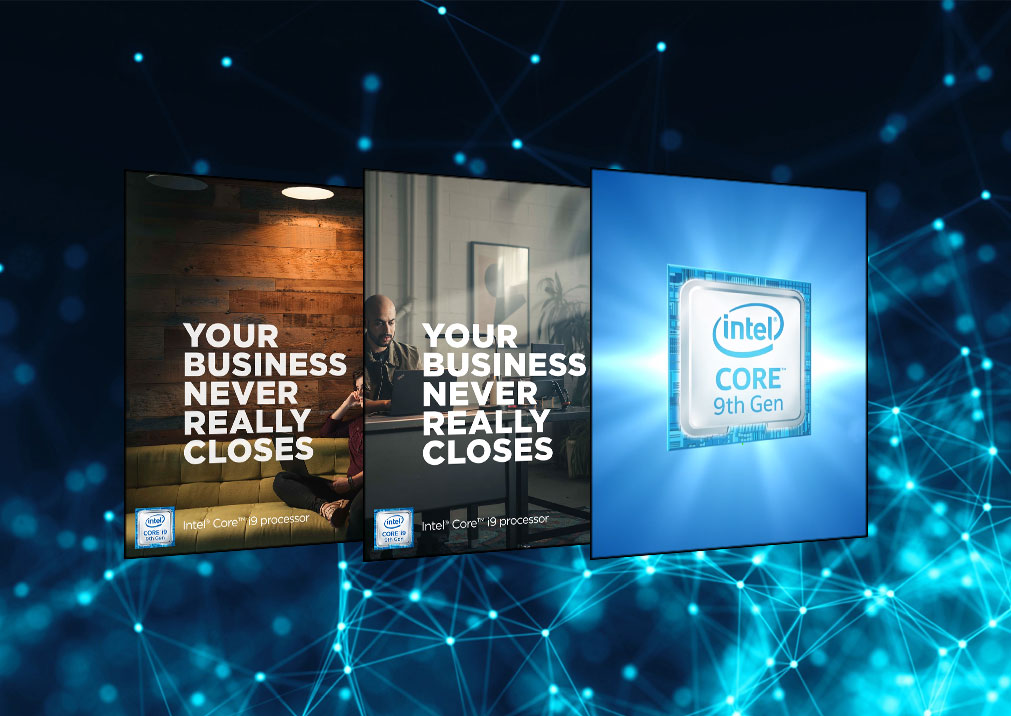 YOUR
BUSINESS
NEVER
REALLY
CLOSES
intel
CORE i9
9th Gen
Intel® Core™ i9 processor
YOUR
BUSINESS
NEVER
REALLY
CLOSES
intel
CORE i9
9th Gen
Intel® Core™ i9 processor
intel®
CORE™
9th Gen